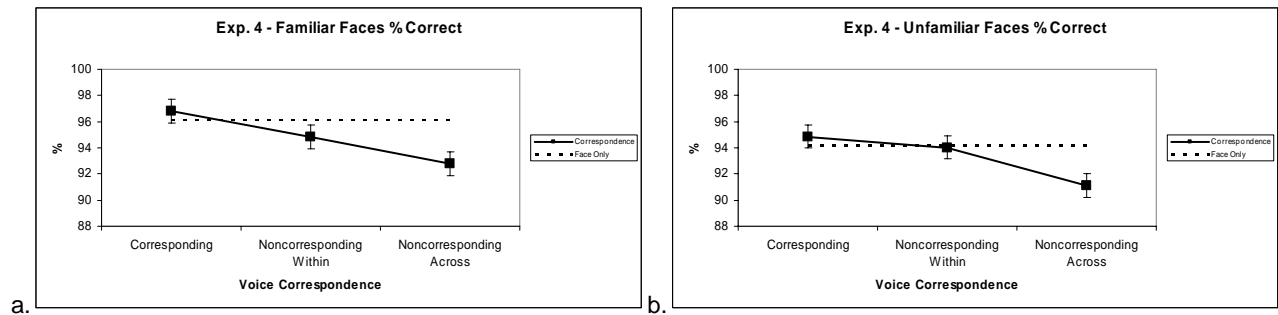 Exp. 4 - Familiar Faces % Correct
100
98
96
94
92
90
88
%
Corresponding
Noncorresponding
Within
Noncorresponding
Across
Voice Correspondence
Correspondence
Face Only
a.
Exp. 4 - Unfamiliar Faces % Correct
100
98
96
94
92
90
88
%
Corresponding
Noncorresponding
Within
Noncorresponding
Across
Voice Correspondence
Correspondence
Face Only
b.